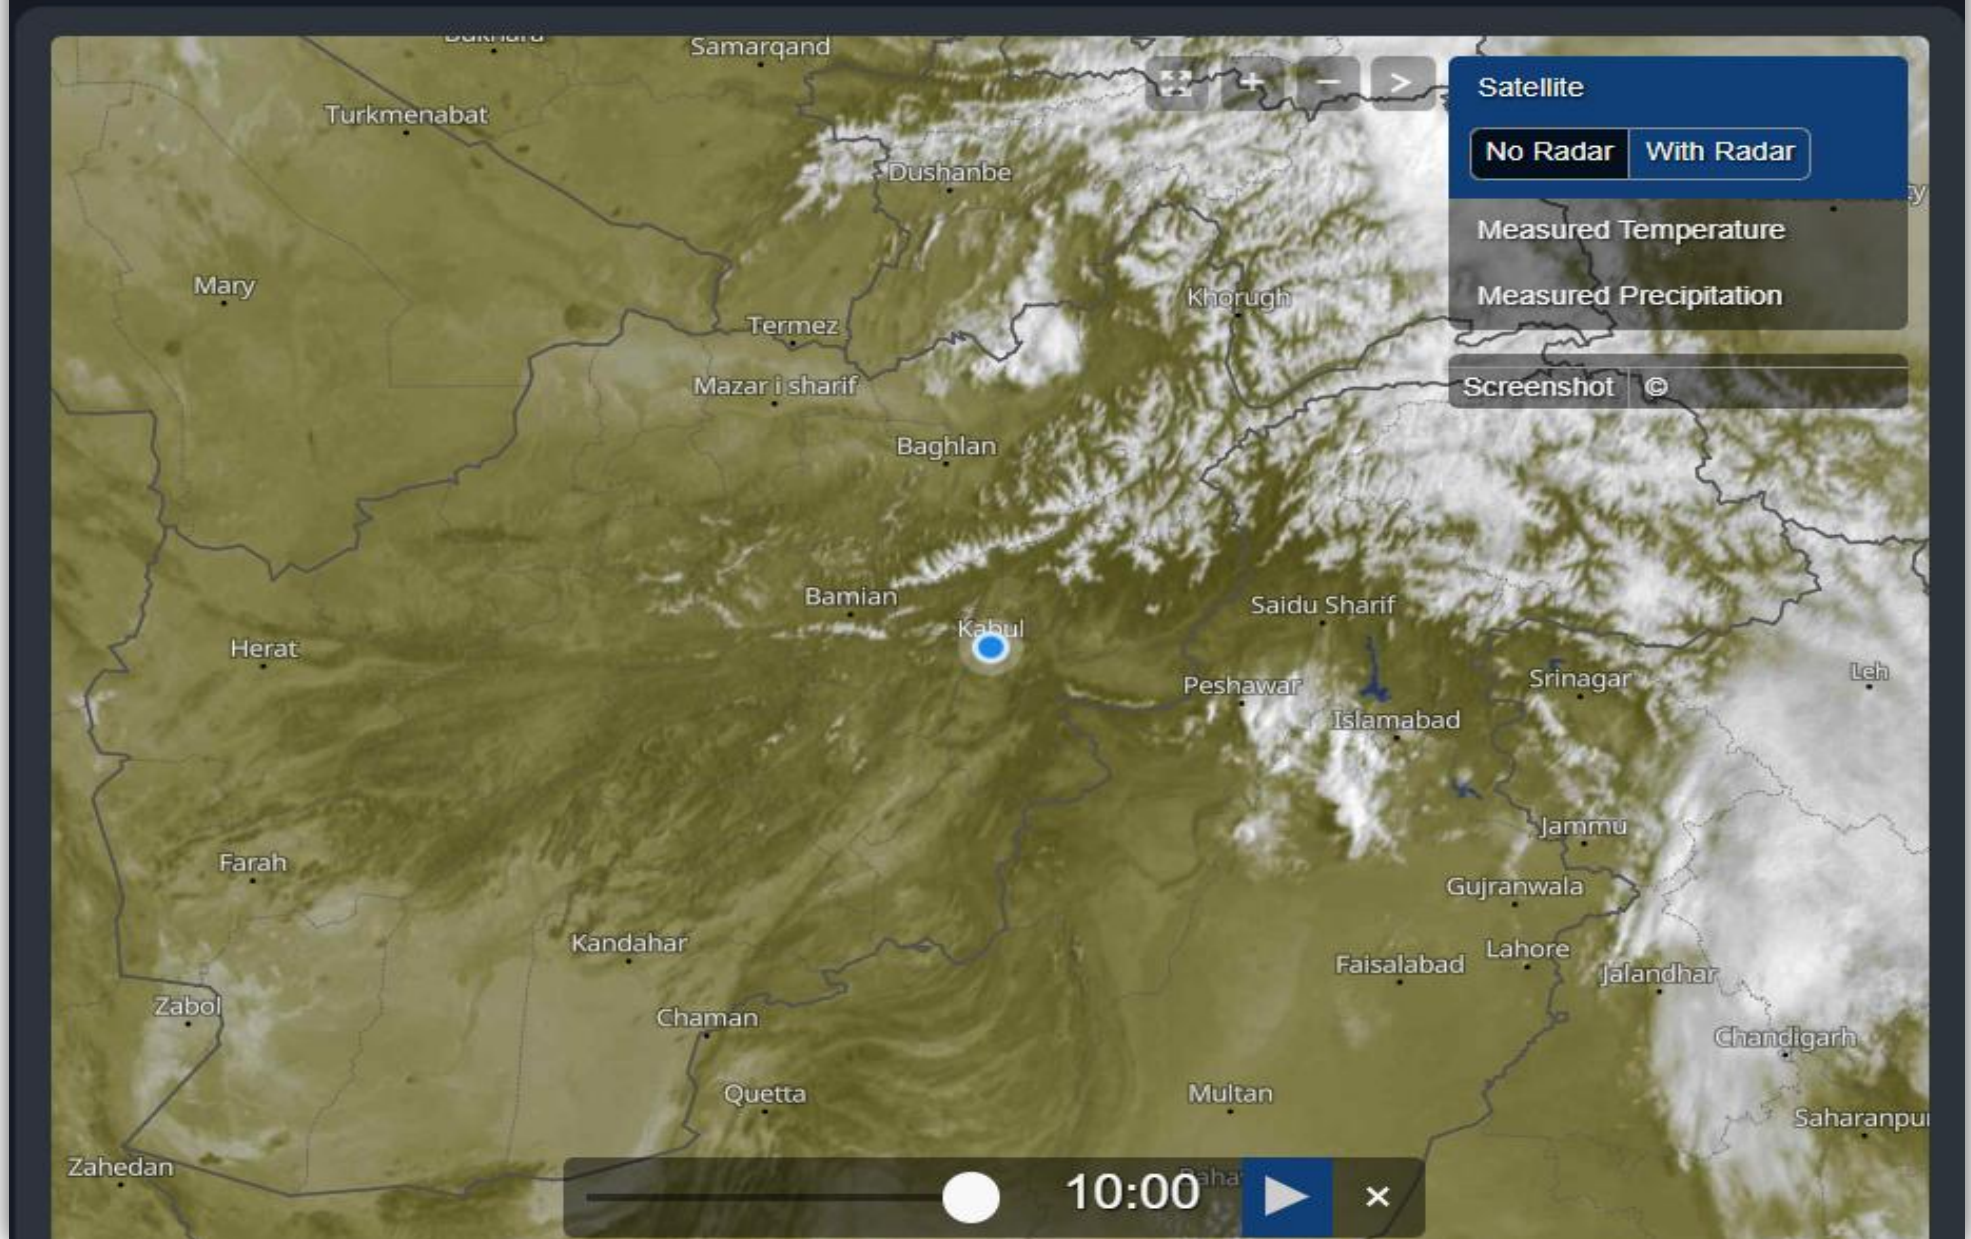 Samarqand
Turkmenabat
Dushanbe
Mary
Khorugh
Termez
Mazar i sharif
Baghlan
Bamian
Saidu Sharif
Kabul
Herat
Peshawar
Srinagar
Leh
Islamabad
Jammu
Farah
Gujranwala
Kandahar
Lahore
Faisalabad
Jalandhar
Zabol
Chaman
Chandigarh
Quetta
Multan
Saharanpu
Zahedan
Satellite
No Radar With Radar
Measured Temperature
Measured Precipitation
Screenshot ©
10:00